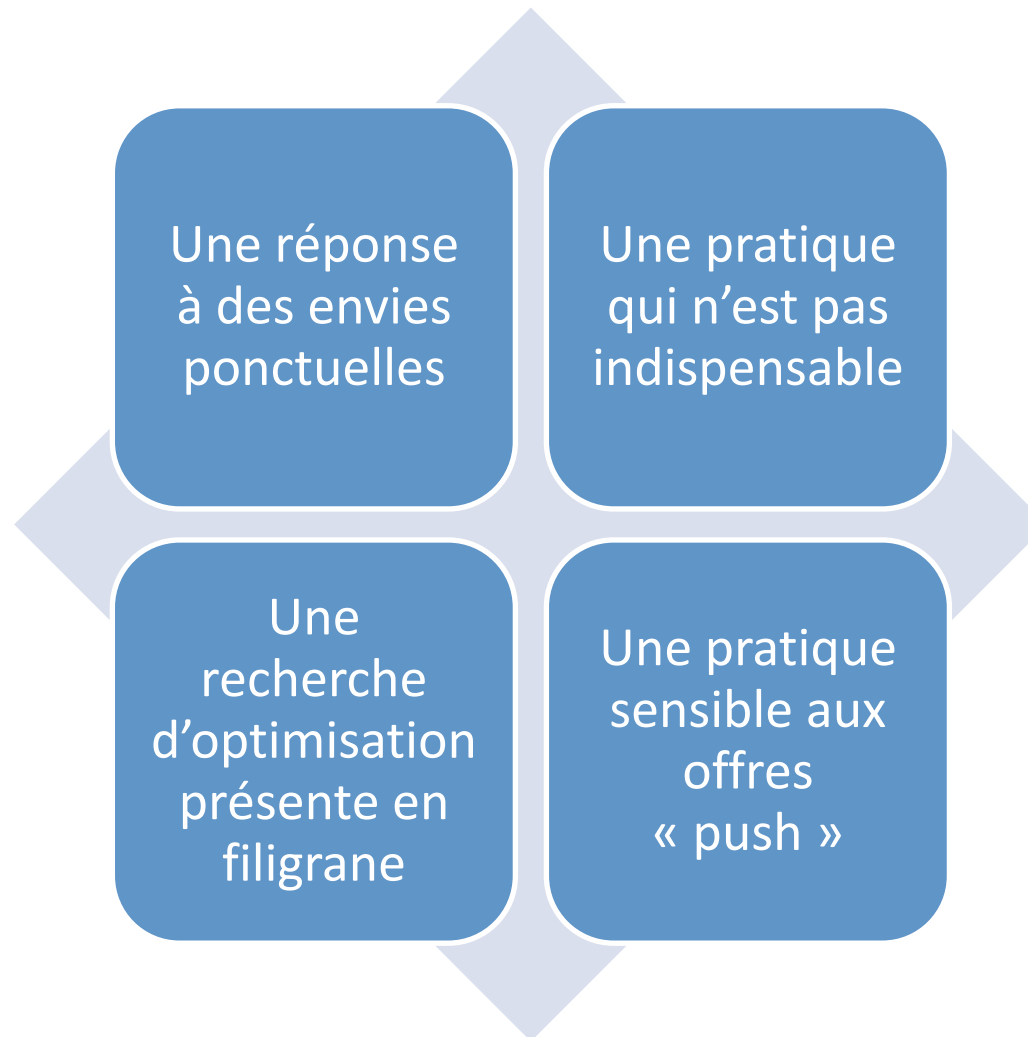 Une réponse
à des envies
ponctuelles
Une pratique
qui n’est pas
indispensable
Une
recherche
d’optimisation
présente en
filigrane
Une pratique
sensible aux
offres
« push »